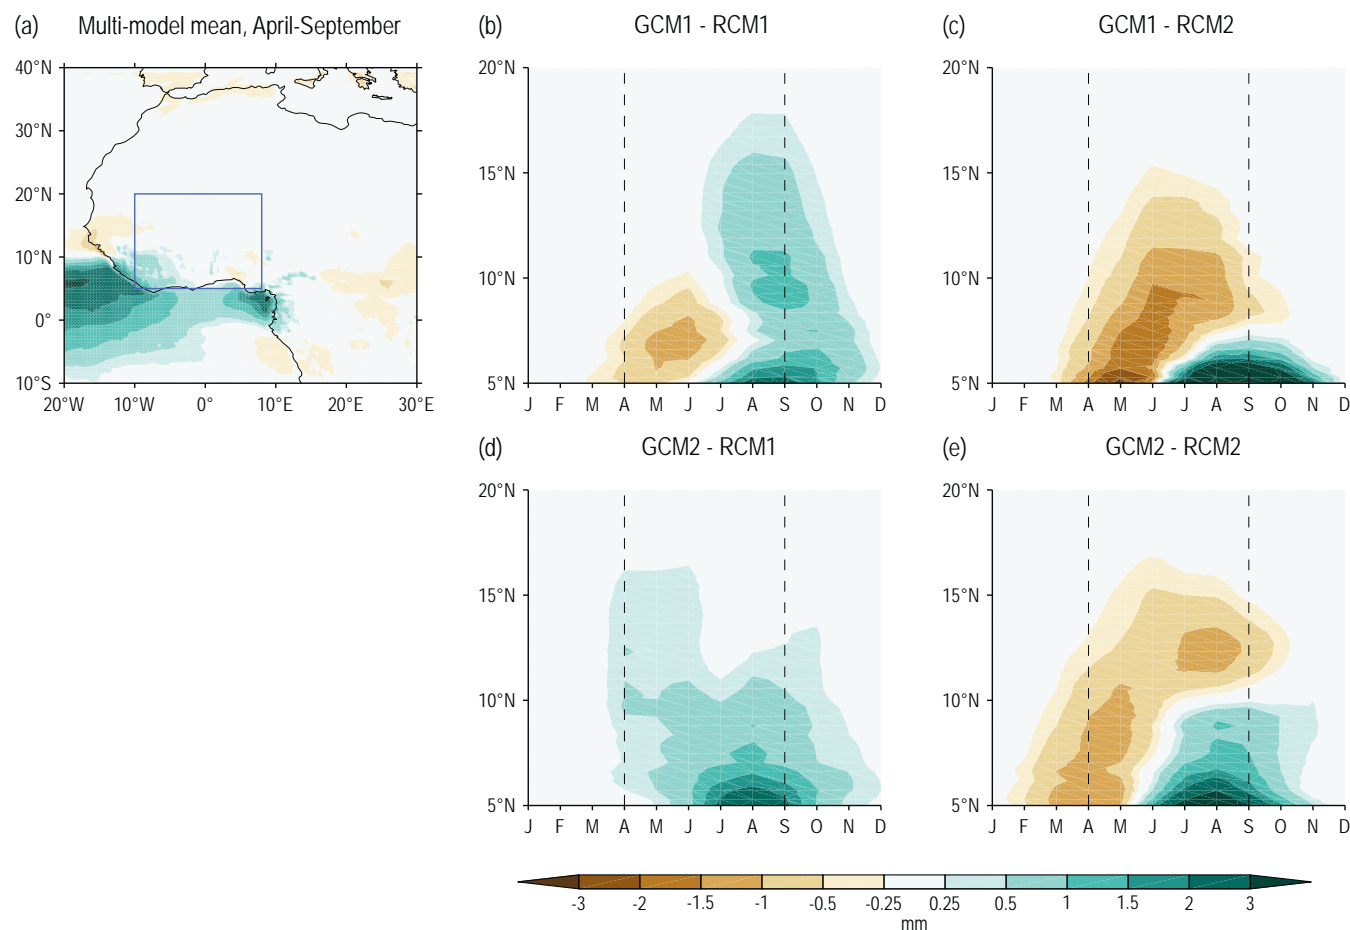 (a) Multi-model mean, April-September
40°N
30°N
20°N
10°N
0°
10°S
20°W 10°W 0° 10°E 20°E 30°E
(b) GCM1 - RCM1
20°N
15°N
10°N
5°N
J F M A M J J A S O N D
(c) GCM1 - RCM2
20°N
15°N
10°N
5°N
J F M A M J J A S O N D
(d) GCM2 - RCM1
20°N
15°N
10°N
5°N
J F M A M J J A S O N D
(e) GCM2 - RCM2
20°N
15°N
10°N
5°N
J F M A M J J A S O N D
-3 -2 -1.5 -1 -0.5 -0.25 0.25 0.5 1 1.5 2 3
mm